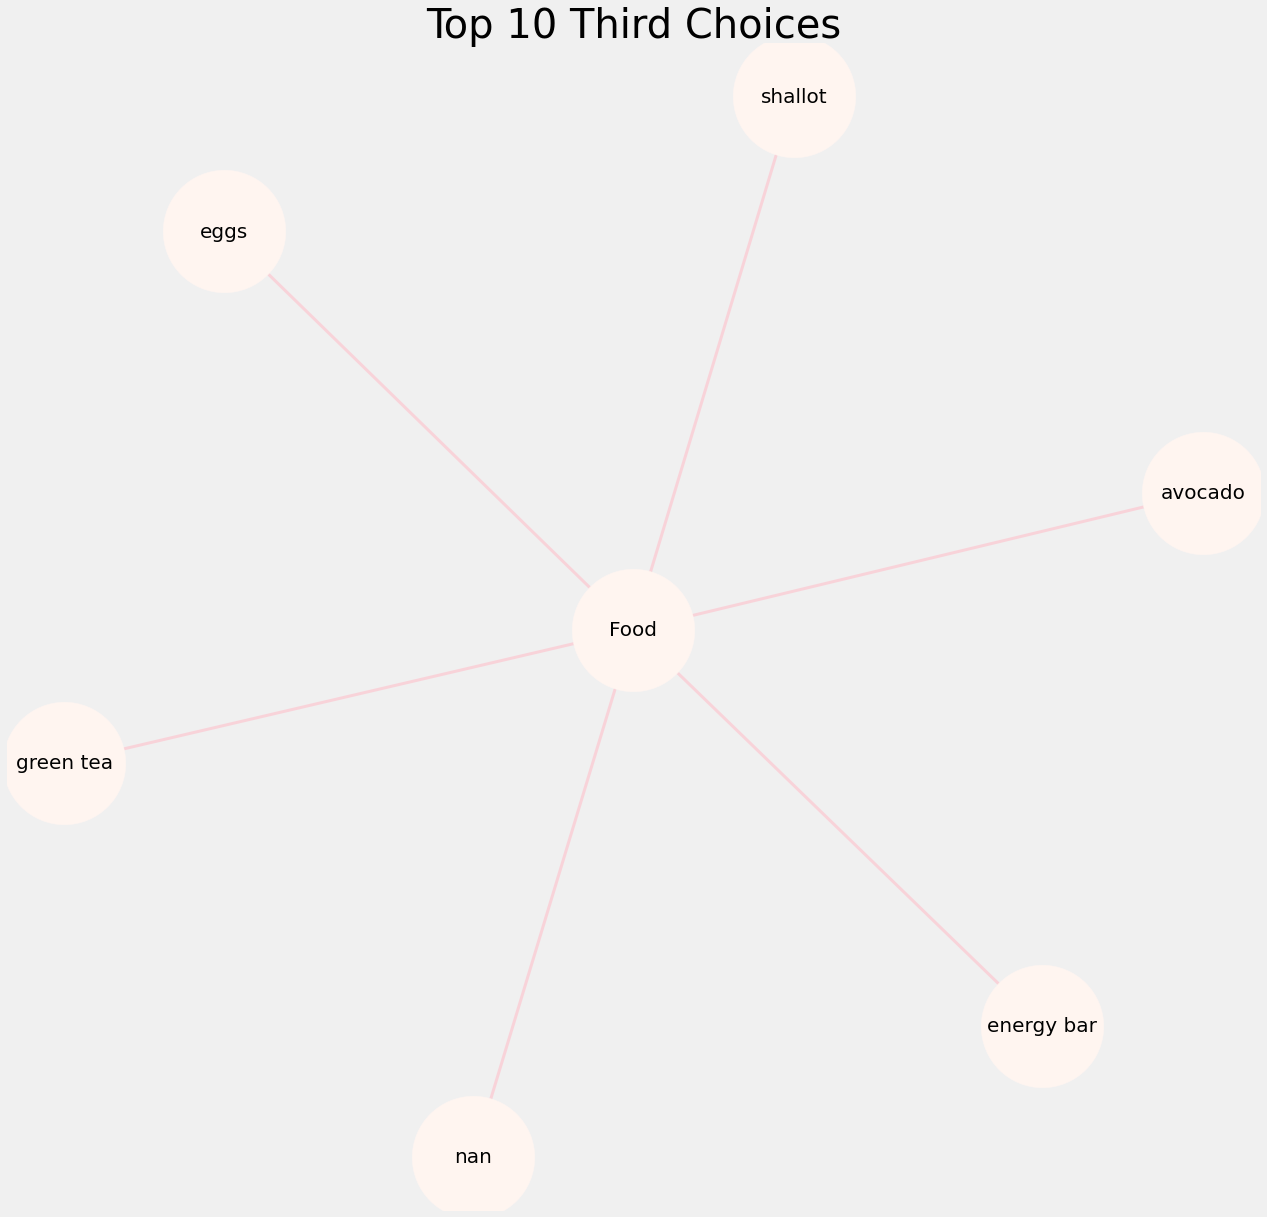 Top 10 Third Choices
shallot
eggs
avocado
Food
green tea
energy bar
nan